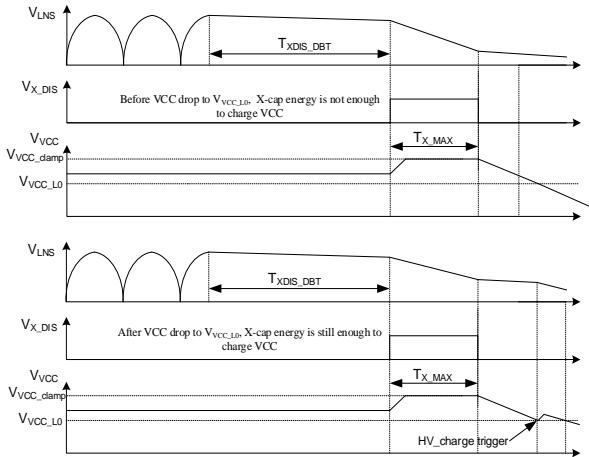 VLNS
TXDIS_DBT
VX_DIS
Before VCC drop to VVCC_L0, X-cap energy is not enough
to charge VCC
VVCC
TX_MAX
VVCC_clamp
VVCC_L0
VLNS
TXDIS_DBT
VX_DIS
After VCC drop to VVCC_L0, X-cap energy is still enough to
charge VCC
VVCC
TX_MAX
VVCC_clamp
VVCC_L0
HV_charge trigger